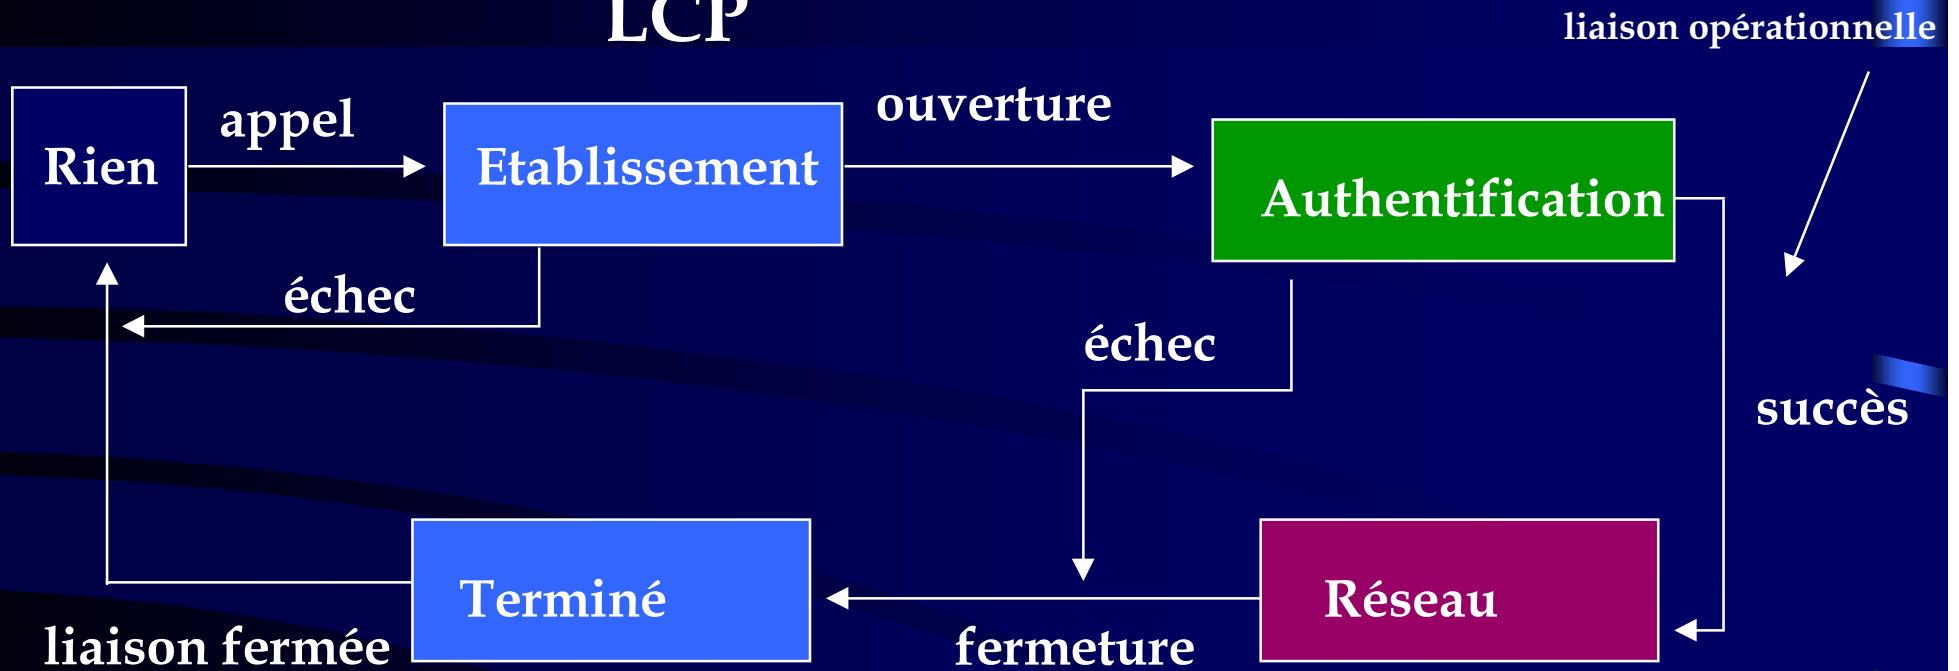 LCP
liaison opérationnelle
appel
ouverture
Rien
Etablissement
Authentification
échec
échec
succès
Terminé
Réseau
liaison fermée
fermeture